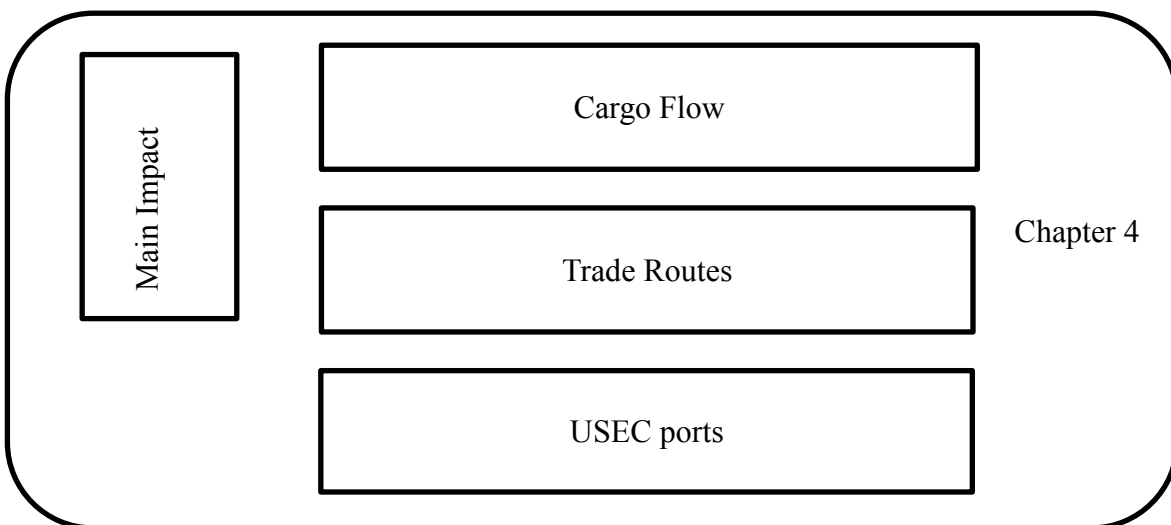 Main Impact
Cargo Flow
Trade Routes
Chapter 4
USEC ports